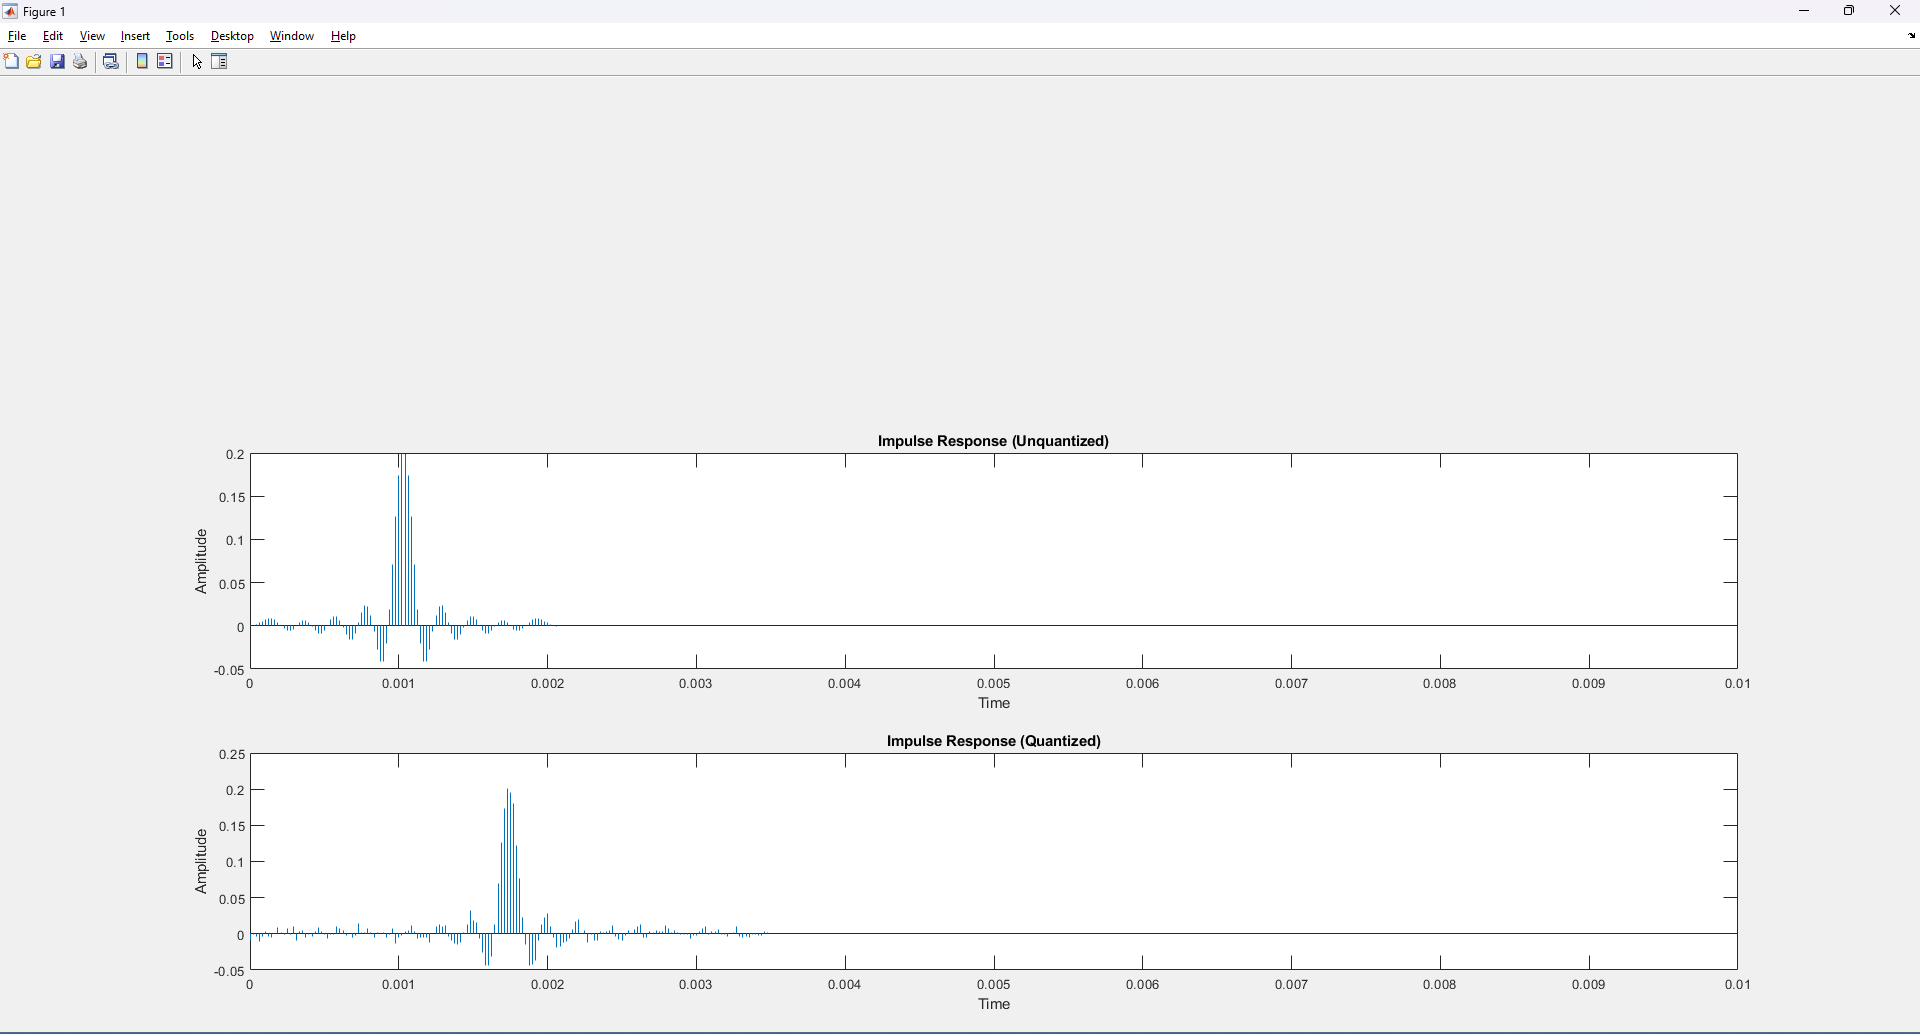 Figure 1
File Edit View Insert Tools Desktop Window Help
Impulse Response (Unquantized)
0.2
0.15
0.1
0.05
0
-0.05
Amplitude
0 0.001 0.002 0.003 0.004 0.005 0.006 0.007 0.008 0.009 0.01
Time
Impulse Response (Quantized)
0.25
0.2
0.15
0.1
0.05
0
-0.05
Amplitude
0 0.001 0.002 0.003 0.004 0.005 0.006 0.007 0.008 0.009 0.01
Time